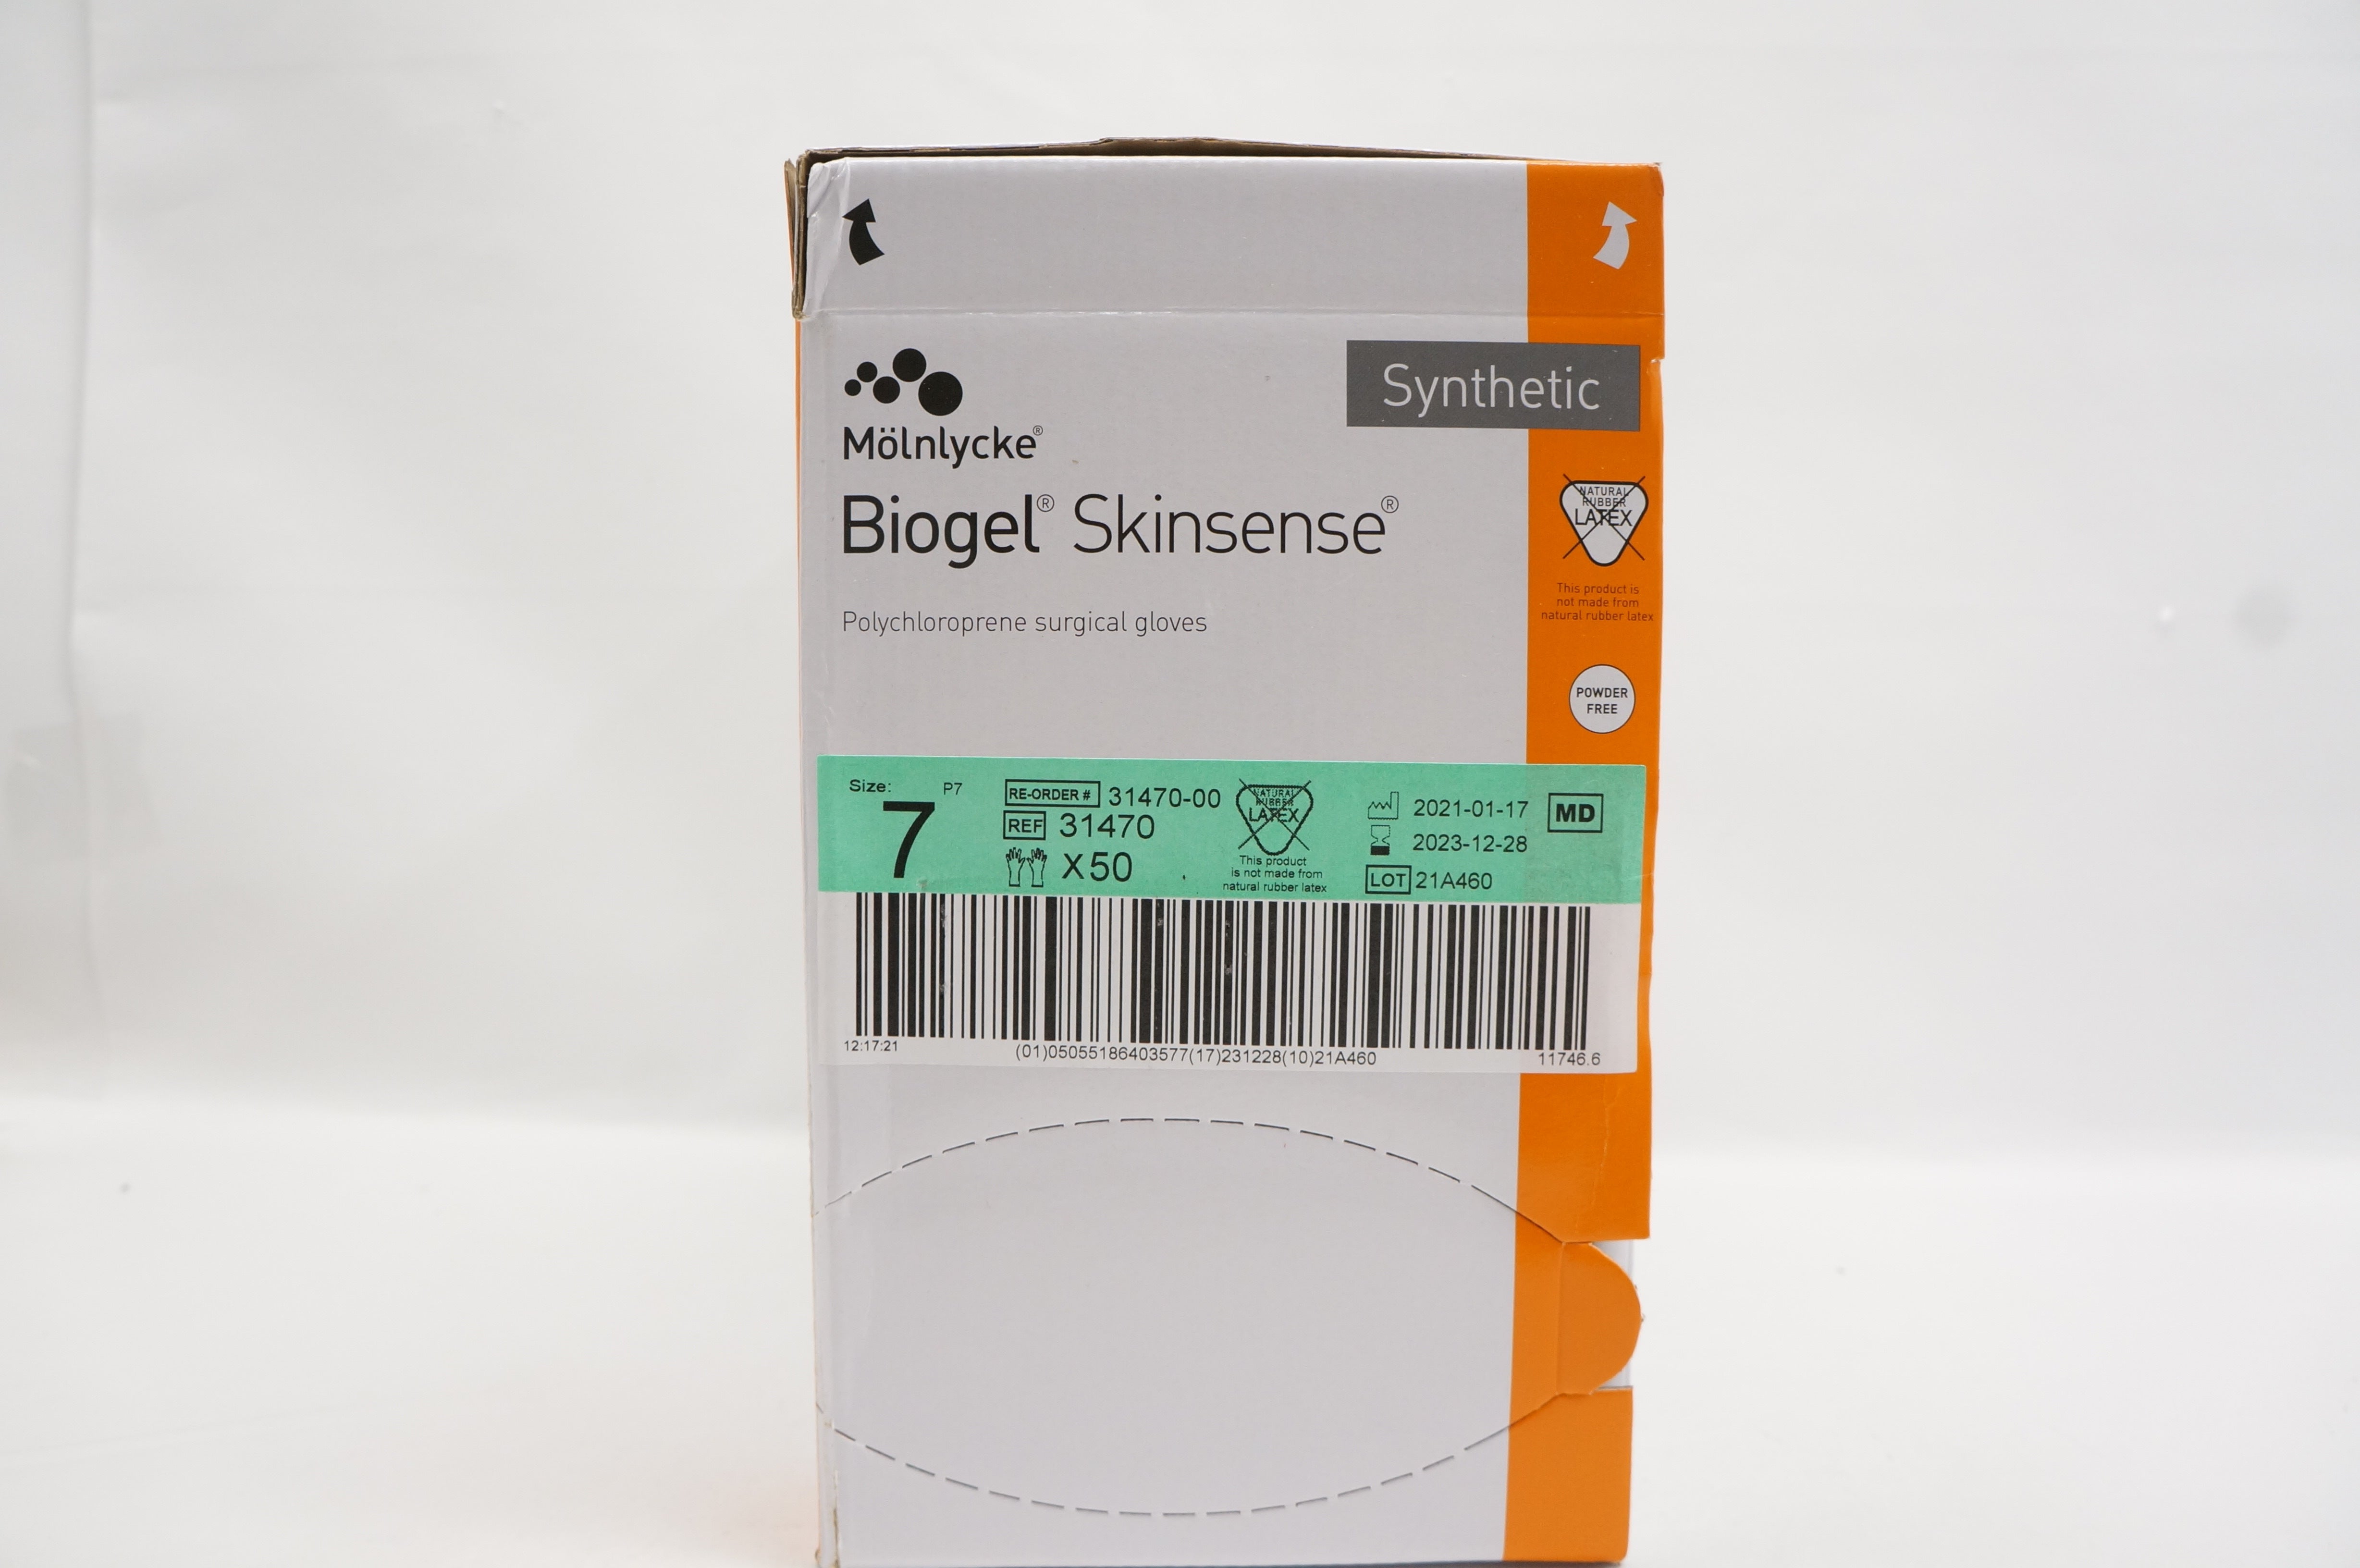 Synthetic
Mölnlycke®
Biogel® Skinsense®
Polychloroprene surgical gloves
NATURAL
RUBBER
LATEX
This product is
not made from
natural rubber latex
POWDER
FREE
Size: 7 P7
RE-ORDER # 31470-00
REF 31470
X50
NATURAL
RUBBER
LATEX
This product
is not made from
natural rubber latex
2021-01-17
2023-12-28
LOT 21A460
MD
12:17:21
(01)05055186403577(17)231228(10)21A460
11746.6